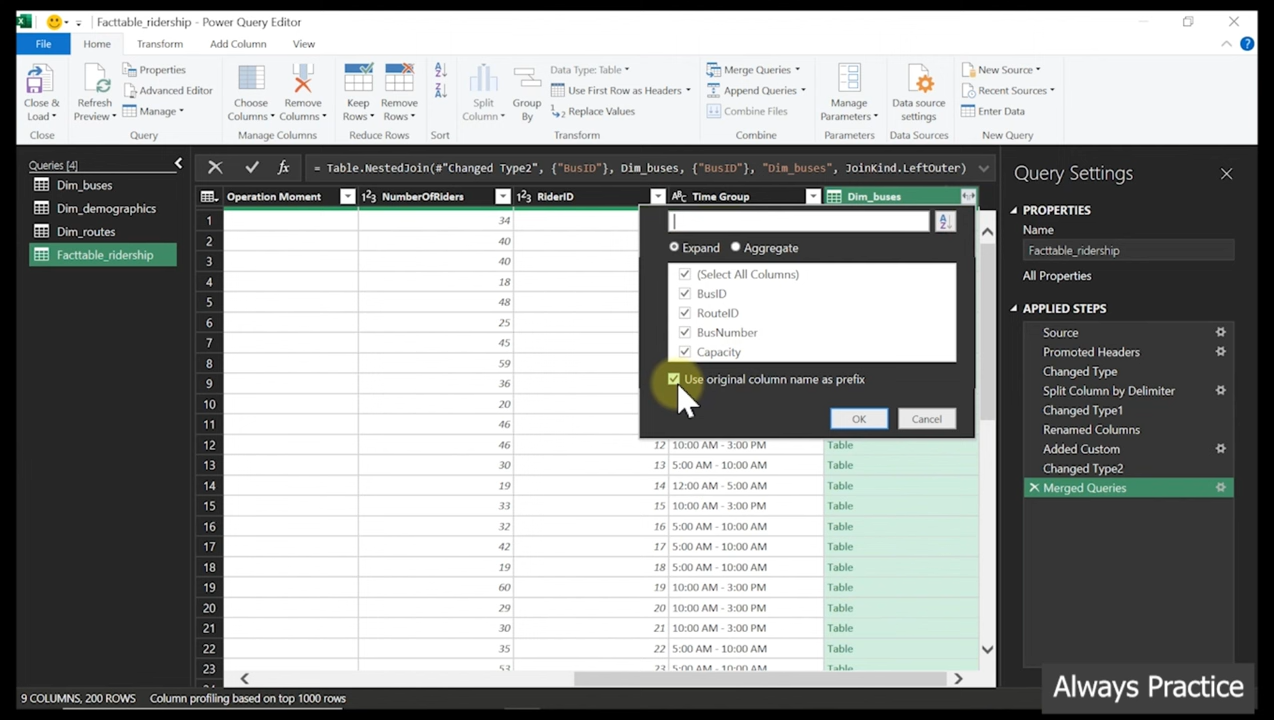 Facttable_ridership - Power Query Editor
File Home Transform Add Column View
Close & Load
Close
Refresh Preview
Properties
Advanced Editor
Manage
Query
Choose Columns
Remove Columns
Manage Columns
Keep Rows
Remove Rows
Reduce Rows
Sort
Split Column
Group By
Data Type: Table
Use First Row as Headers
Replace Values
Transform
Merge Queries
Append Queries
Combine Files
Combine
Manage Parameters
Parameters
Data source settings
Data Sources
New Source
Recent Sources
Enter Data
New Query
Queries [4]
Dim_buses
Dim_demographics
Dim_routes
Facttable_ridership
= Table.NestedJoin(#"Changed Type2", {"BusID"}, Dim_buses, {"BusID"}, "Dim_buses", JoinKind.LeftOuter)
Operation Moment 1²3 NumberOfRiders 1²3 RiderID ABC Time Group Dim_buses
1 34
2 40
3 40
4 18
5 48
6 25
7 45
8 59
9 36
10 20
11 46
12 46 12 10:00 AM - 3:00 PM Table
13 30 13 5:00 AM - 10:00 AM Table
14 19 14 12:00 AM - 5:00 AM Table
15 33 15 10:00 AM - 3:00 PM Table
16 32 16 5:00 AM - 10:00 AM Table
17 42 17 5:00 AM - 10:00 AM Table
18 19 18 5:00 AM - 10:00 AM Table
19 60 19 10:00 AM - 3:00 PM Table
20 29 20 10:00 AM - 3:00 PM Table
21 30 21 10:00 AM - 3:00 PM Table
22 35 22 5:00 AM - 10:00 AM Table
23 53 23 5:00 AM - 10:00 AM Table
Expand Aggregate
(Select All Columns)
BusID
RouteID
BusNumber
Capacity
Use original column name as prefix
OK Cancel
Query Settings
PROPERTIES
Name
Facttable_ridership
All Properties
APPLIED STEPS
Source
Promoted Headers
Changed Type
Split Column by Delimiter
Changed Type1
Renamed Columns
Added Custom
Changed Type2
Merged Queries
9 COLUMNS, 200 ROWS Column profiling based on top 1000 rows
Always Practice